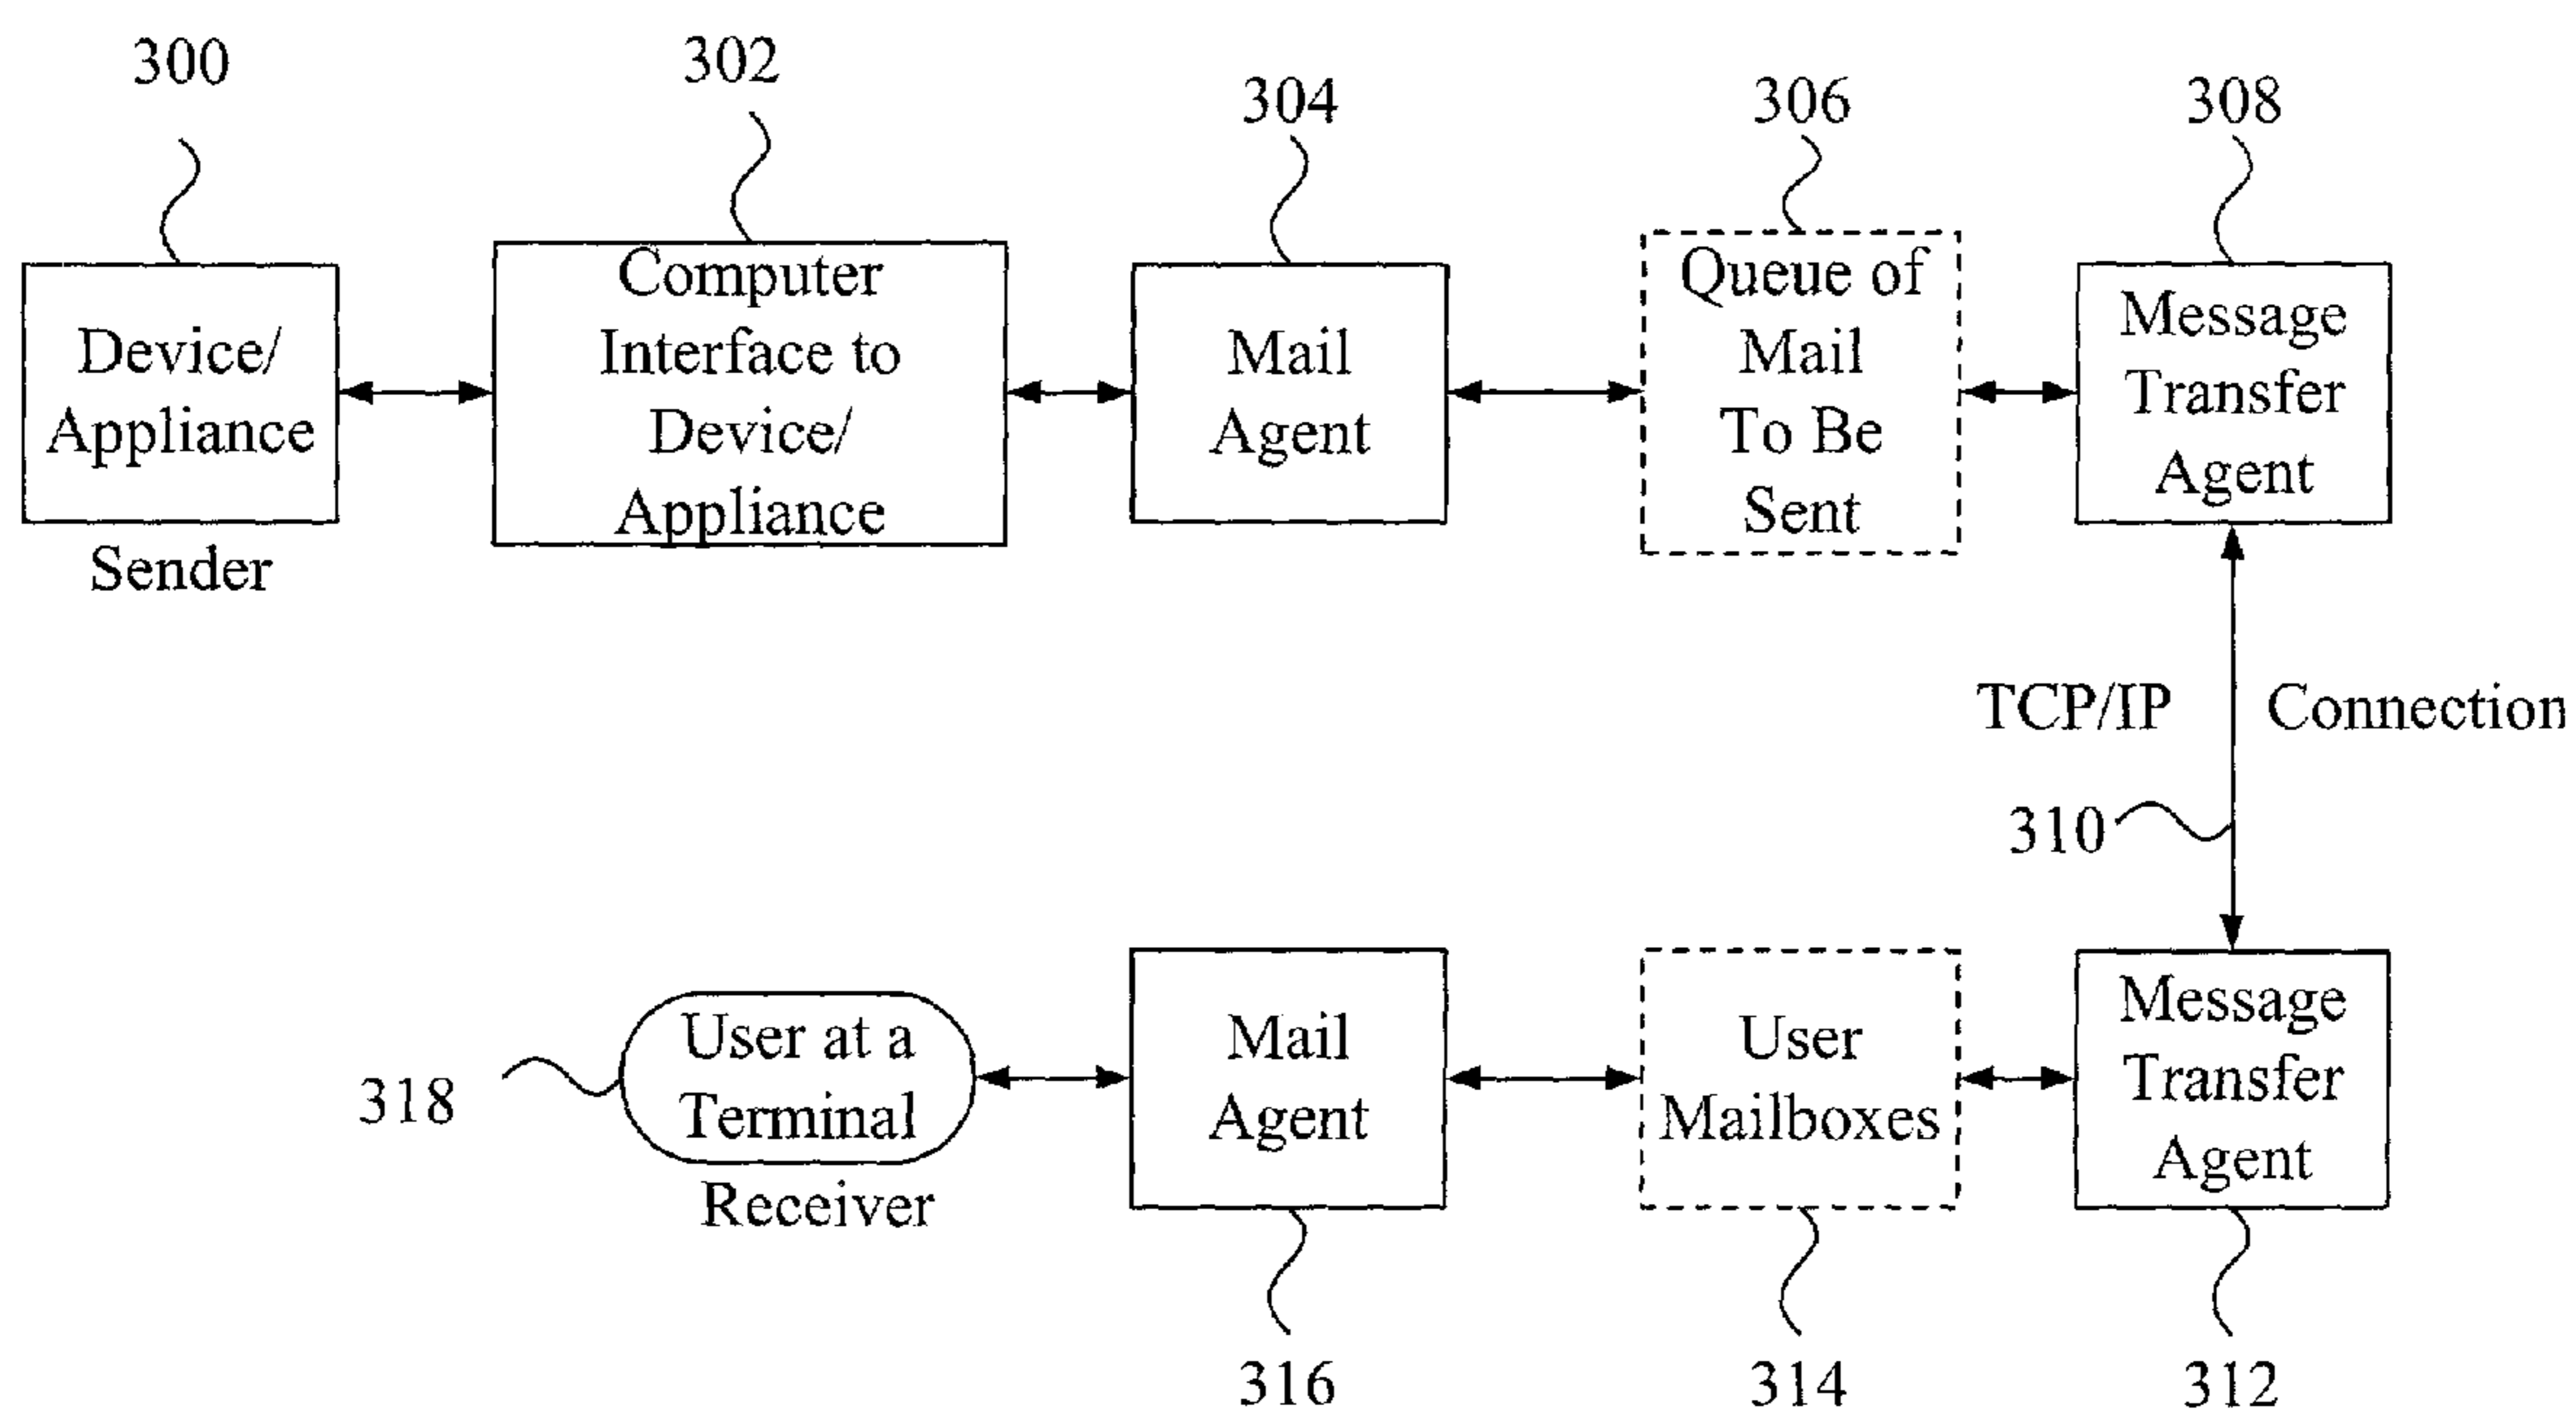 300
302
304
306
308
Device/
Appliance
Sender
Computer
Interface to
Device/
Appliance
Mail
Agent
Queue of
Mail
To Be
Sent
Message
Transfer
Agent
TCP/IP Connection
310
318
User at a
Terminal
Receiver
Mail
Agent
User
Mailboxes
Message
Transfer
Agent
316
314
312